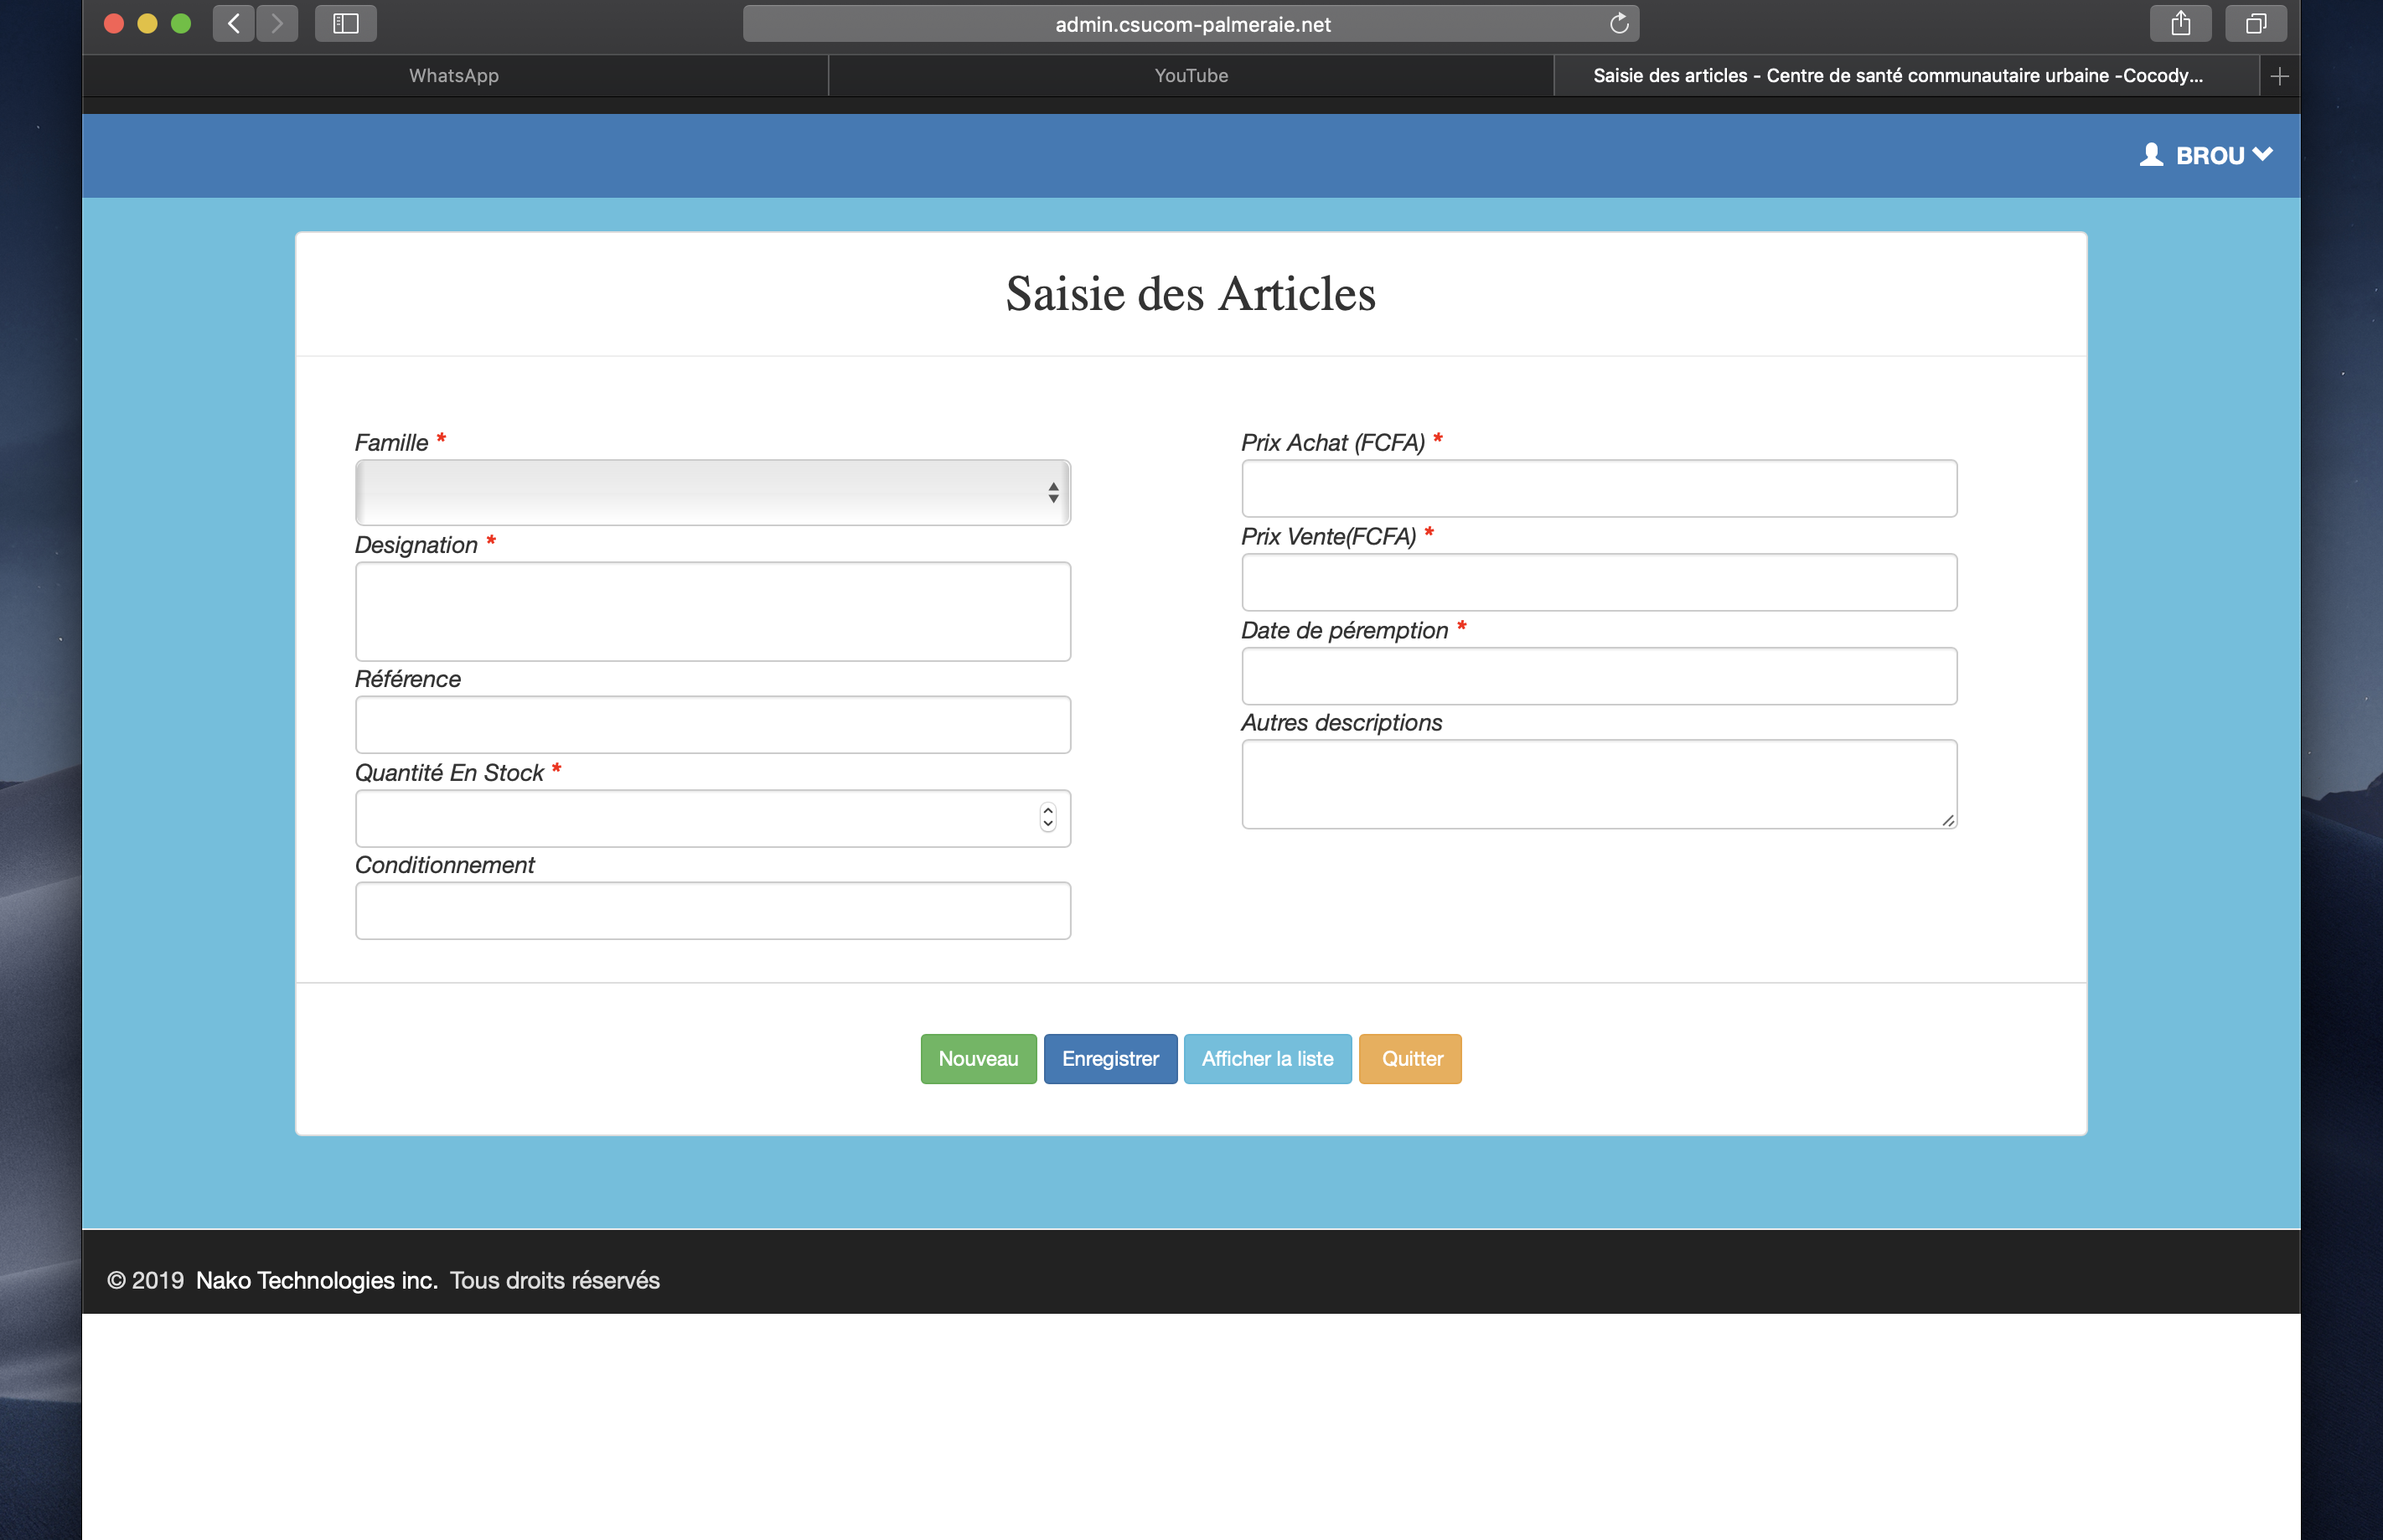 admin.csucom-palmeraie.net
WhatsApp
YouTube
Saisie des articles - Centre de santé communautaire urbaine -Cocody...
BROU
Saisie des Articles
Famille *
Designation *
Référence
Quantité En Stock *
Conditionnement
Prix Achat (FCFA) *
Prix Vente(FCFA) *
Date de péremption *
Autres descriptions
Nouveau
Enregistrer
Afficher la liste
Quitter
© 2019 Nako Technologies inc. Tous droits réservés